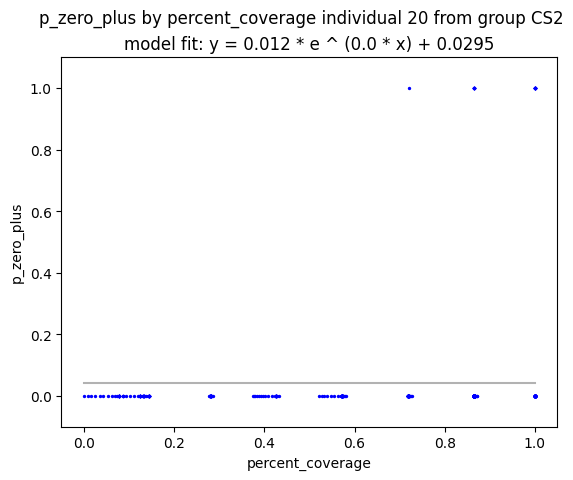 p_zero_plus by percent_coverage individual 20 from group CS2
model fit: y = 0.012 * e ^ (0.0 * x) + 0.0295
1.0
0.8
0.6
0.4
0.2
0.0
p_zero_plus
0.0 0.2 0.4 0.6 0.8 1.0
percent_coverage